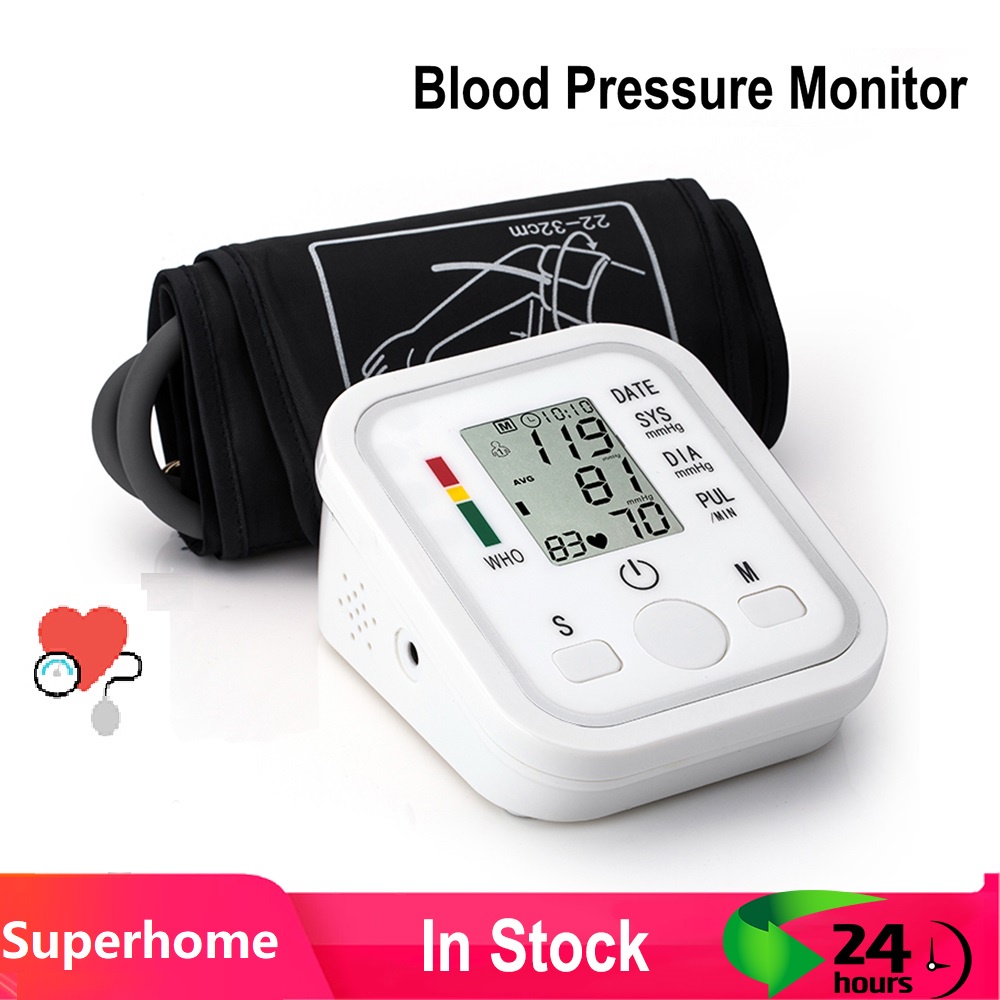 Blood Pressure Monitor
22-32cm
M 10:10
119
mmHg
AVG
81
mmHg
83 70
DATE
SYS
mmHg
DIA
mmHg
PUL
/MIN
WHO
S
M
Superhome
In Stock
24
hours